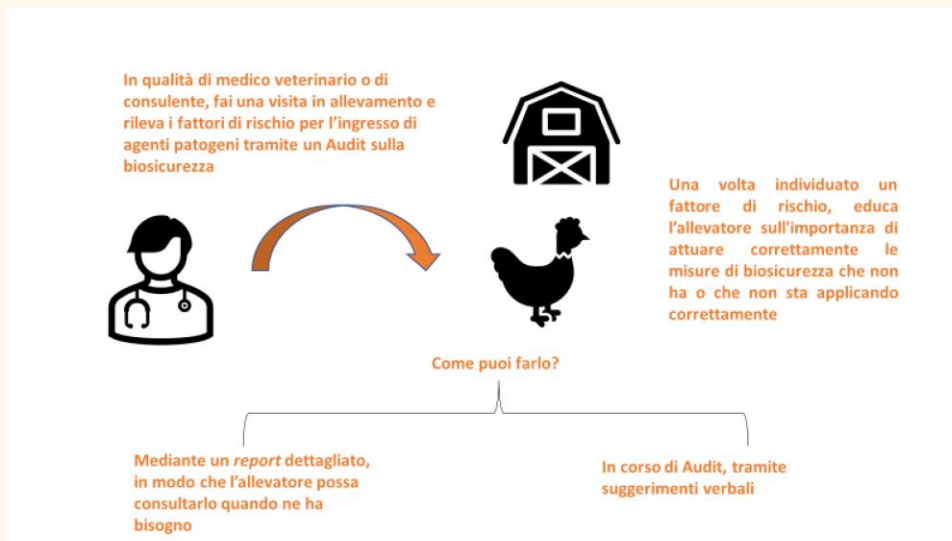 In qualità di medico veterinario o di
consulente, fai una visita in allevamento e
rileva i fattori di rischio per l'ingresso di
agenti patogeni tramite un Audit sulla
biosicurezza
Una volta individuato un
fattore di rischio, educa
l'allevatore sull'importanza di
attuare correttamente le
misure di biosicurezza che non
ha o che non sta applicando
correttamente
Come puoi farlo?
Mediante un report dettagliato,
in modo che l'allevatore possa
consultarlo quando ne ha
bisogno
In corso di Audit, tramite
suggerimenti verbali